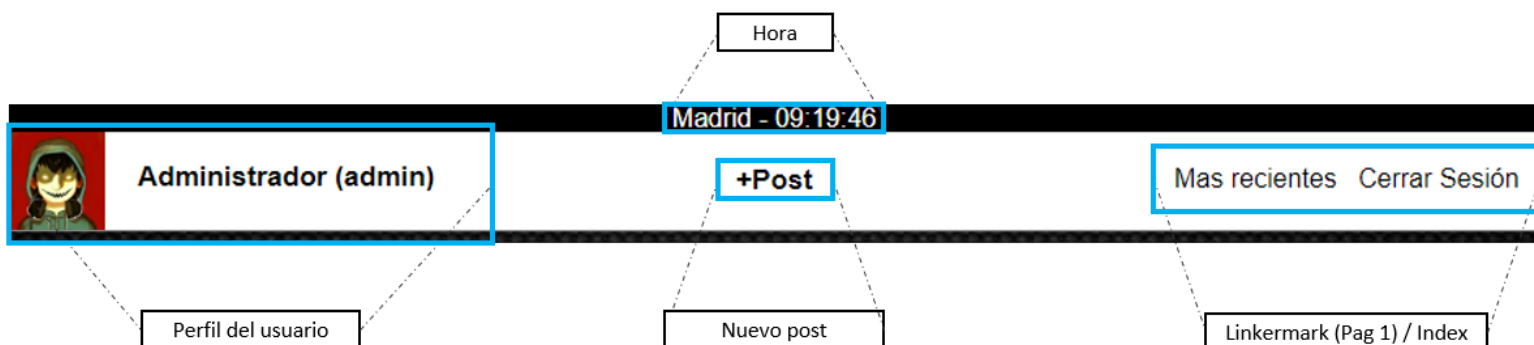 Hora
Madrid - 09:19:46
Administrador (admin)
+Post
Mas recientes Cerrar Sesión
Perfil del usuario
Nuevo post
Linkermark (Pag 1) / Index